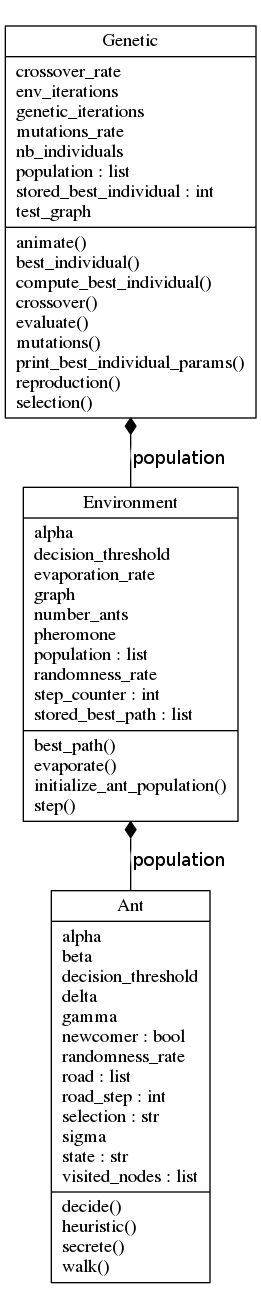 Genetic
crossover_rate
env_iterations
genetic_iterations
mutations_rate
nb_individuals
population : list
stored_best_individual : int
test_graph
animate()
best_individual()
compute_best_individual()
crossover()
evaluate()
mutations()
print_best_individual_params()
reproduction()
selection()
population
Environment
alpha
decision_threshold
evaporation_rate
graph
number_ants
pheromone
population : list
randomness_rate
step_counter : int
stored_best_path : list
best_path()
evaporate()
initialize_ant_population()
step()
population
Ant
alpha
beta
decision_threshold
delta
gamma
newcomer : bool
randomness_rate
road : list
road_step : int
selection : str
sigma
state : str
visited_nodes : list
decide()
heuristic()
secrete()
walk()